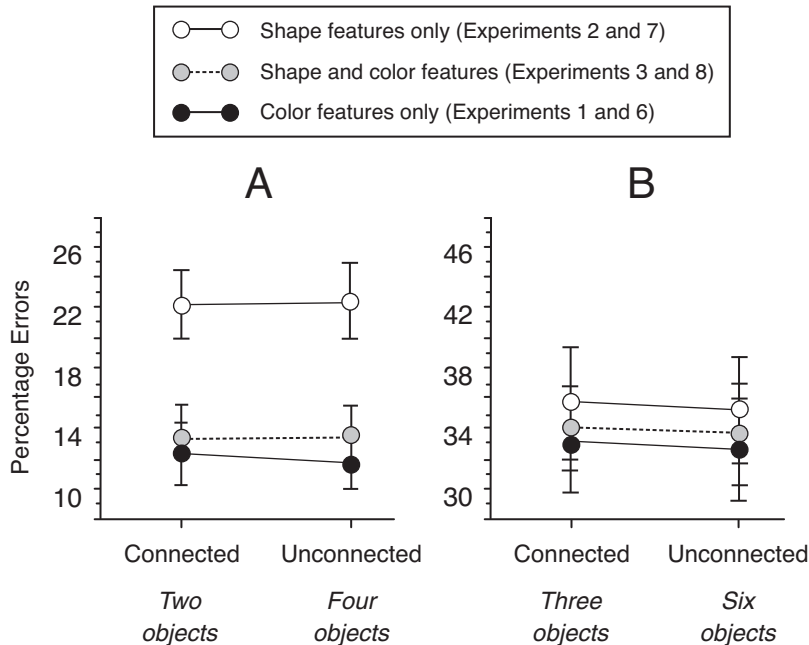 Shape features only (Experiments 2 and 7)
Shape and color features (Experiments 3 and 8)
Color features only (Experiments 1 and 6)
A
B
Percentage Errors
26
22
18
14
10
46
42
38
34
30
Connected
Unconnected
Connected
Unconnected
Two
objects
Four
objects
Three
objects
Six
objects